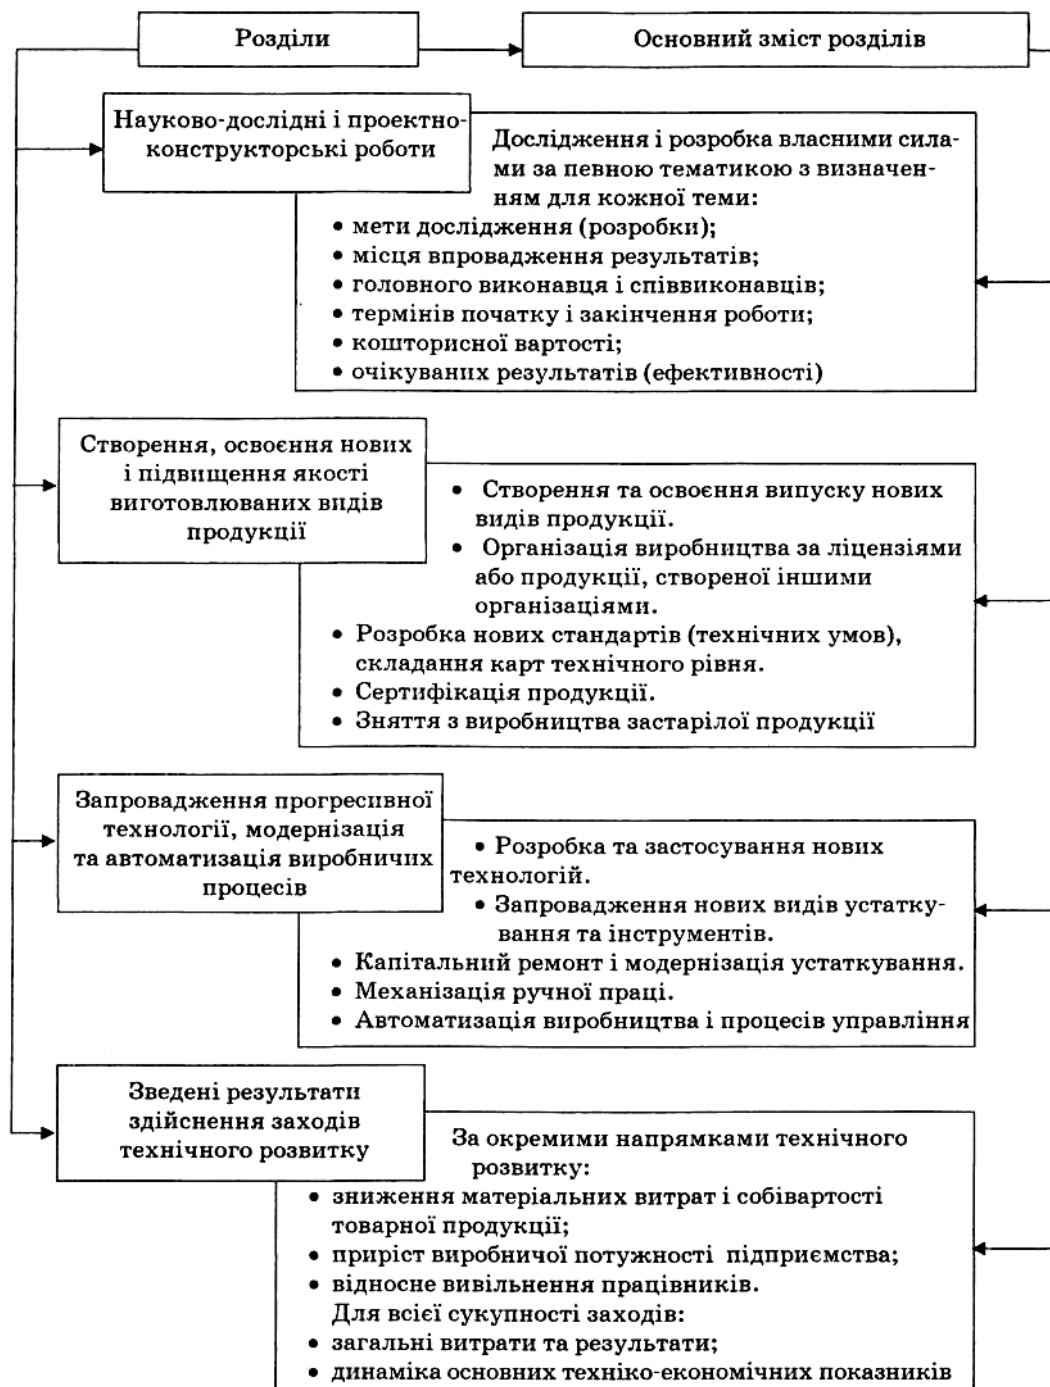 Розділи
Основний зміст розділів
Науково-дослідні і проектно-
конструкторські роботи
Дослідження і розробка власними сила-
ми за певною тематикою з визначен-
ням для кожної теми:
• мети дослідження (розробки);
• місця впровадження результатів;
• головного виконавця і співвиконавців;
• термінів початку і закінчення роботи;
• кошторисної вартості;
• очікуваних результатів (ефективності)
Створення, освоєння нових
і підвищення якості
виготовлюваних видів
продукції
• Створення та освоєння випуску нових
видів продукції.
• Організація виробництва за ліцензіями
або продукції, створеної іншими
організаціями.
• Розробка нових стандартів (технічних умов),
складання карт технічного рівня.
• Сертифікація продукції.
• Зняття з виробництва застарілої продукції
Запровадження прогресивної
технології, модернізація
та автоматизація виробничих
процесів
• Розробка та застосування нових
технологій.
• Запровадження нових видів устатку-
вання та інструментів.
• Капітальний ремонт і модернізація устаткування.
• Механізація ручної праці.
• Автоматизація виробництва і процесів управління
Зведені результати
здійснення заходів
технічного розвитку
За окремими напрямками технічного
розвитку:
• зниження матеріальних витрат і собівартості
товарної продукції;
• приріст виробничої потужності підприємства;
• відносне вивільнення працівників.
Для всієї сукупності заходів:
• загальні витрати та результати;
• динаміка основних техніко-економічних показників